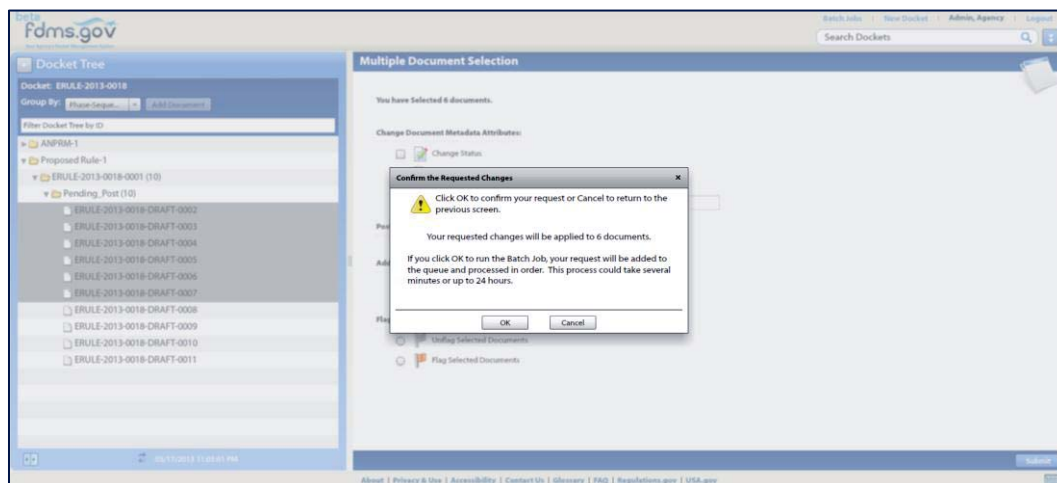 beta
fdms.gov
Batch Jobs | New Docket | Admin, Agency | Logout
Search Dockets
Docket Tree
Docket: ERULE-2013-0018
Group By: Phase-Seque... Add Document
Filter Docket Tree by ID
ANPRM-1
Proposed Rule-1
ERULE-2013-0018-0001 (10)
Pending_Post (10)
ERULE-2013-0018-DRAFT-0002
ERULE-2013-0018-DRAFT-0003
ERULE-2013-0018-DRAFT-0004
ERULE-2013-0018-DRAFT-0005
ERULE-2013-0018-DRAFT-0006
ERULE-2013-0018-DRAFT-0007
ERULE-2013-0018-DRAFT-0008
ERULE-2013-0018-DRAFT-0009
ERULE-2013-0018-DRAFT-0010
ERULE-2013-0018-DRAFT-0011
Multiple Document Selection
You have Selected 6 documents.
Change Document Metadata Attributes:
Change Status
Confirm the Requested Changes x
Click OK to confirm your request or Cancel to return to the
previous screen.
Your requested changes will be applied to 6 documents.
If you click OK to run the Batch Job, your request will be added to
the queue and processed in order. This process could take several
minutes or up to 24 hours.
OK Cancel
Unflag Selected Documents
Flag Selected Documents
Submit
About | Privacy & Use | Accessibility | Contact Us | Glossary | FAQ | Regulations.gov | USA.gov